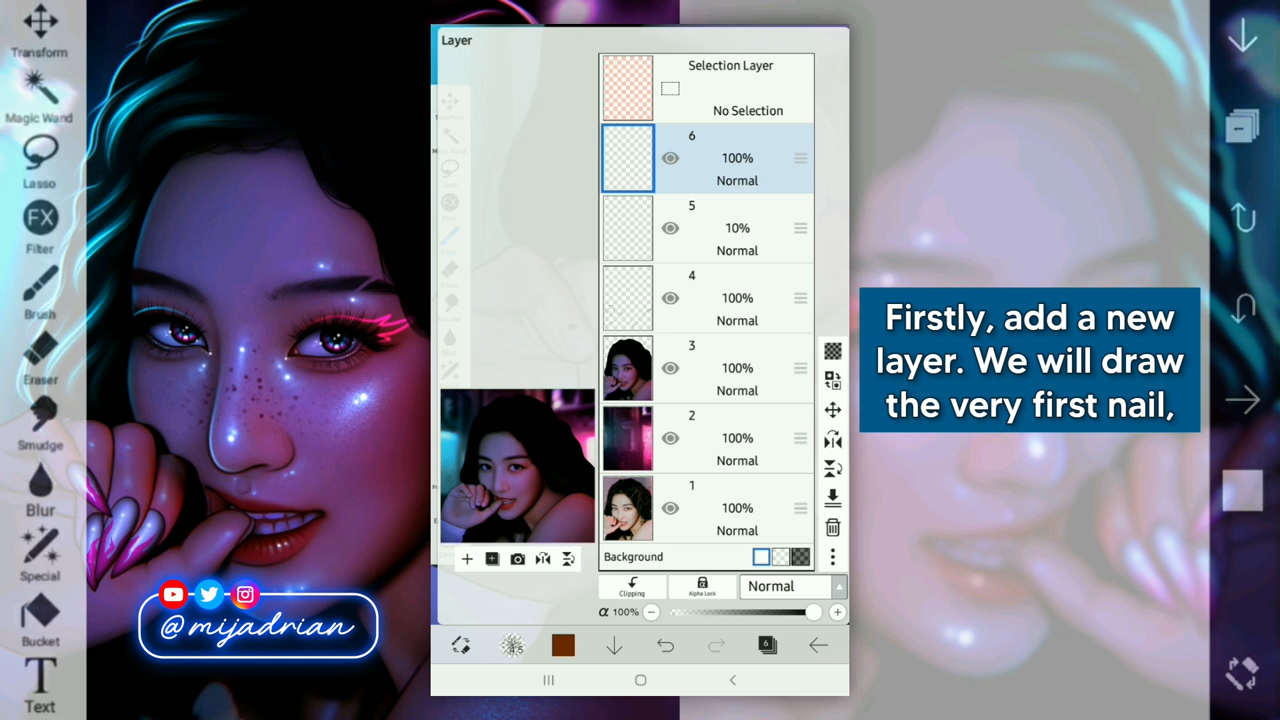 Transform
Magic Wand
Lasso
FX
Filter
Brush
Eraser
Smudge
Blur
Special
Bucket
T
Text
@mijadrian
Layer
Selection Layer
No Selection
6
100%
Normal
5
10%
Normal
4
100%
Normal
3
100%
Normal
2
100%
Normal
1
100%
Normal
Background
Clipping
Alpha Lock
Normal
α 100%
6
Firstly, add a new
layer. We will draw
the very first nail,